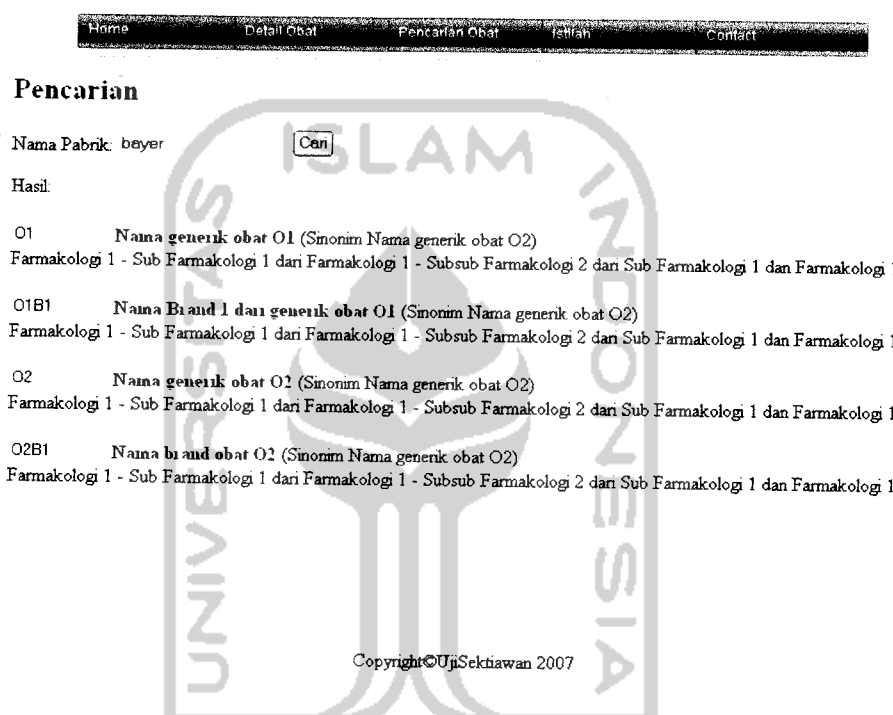 Home Detail Obat Pencarian Obat Istilah Contact
Pencarian
Nama Pabrik: bayer Cari
Hasil:
O1 Nama generik obat O1 (Sinonim Nama generik obat O2)
Farmakologi 1 - Sub Farmakologi 1 dari Farmakologi 1 - Subsub Farmakologi 2 dari Sub Farmakologi 1 dan Farmakologi 1
O1B1 Nama Brand 1 dari generik obat O1 (Sinonim Nama generik obat O2)
Farmakologi 1 - Sub Farmakologi 1 dari Farmakologi 1 - Subsub Farmakologi 2 dari Sub Farmakologi 1 dan Farmakologi 1
O2 Nama generik obat O2 (Sinonim Nama generik obat O2)
Farmakologi 1 - Sub Farmakologi 1 dari Farmakologi 1 - Subsub Farmakologi 2 dari Sub Farmakologi 1 dan Farmakologi 1
O2B1 Nama brand obat O2 (Sinonim Nama generik obat O2)
Farmakologi 1 - Sub Farmakologi 1 dari Farmakologi 1 - Subsub Farmakologi 2 dari Sub Farmakologi 1 dan Farmakologi 1
Copyright©UjiSektiawan 2007
UNIVERSITAS
ISLAM
INDONESIA